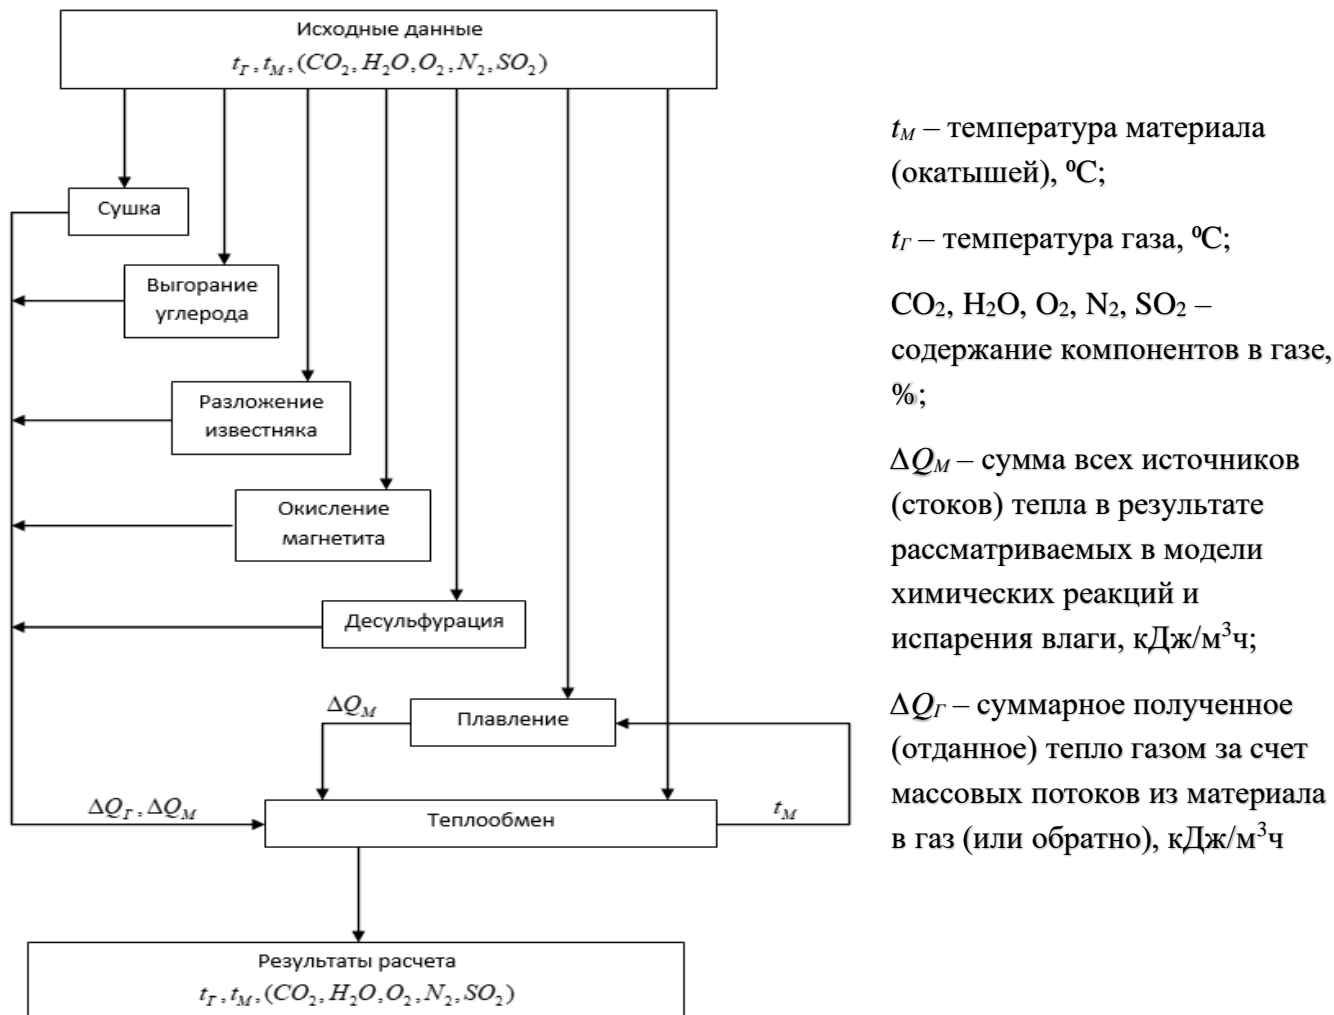 Исходные данные
t_Г, t_М, (CO₂, H₂O, O₂, N₂, SO₂)
Сушка
Выгорание
углерода
Разложение
известняка
Окисление
магнетита
Десульфурация
ΔQ_М
Плавление
ΔQ_Г, ΔQ_М
Теплообмен
t_М
Результаты расчета
t_Г, t_М, (CO₂, H₂O, O₂, N₂, SO₂)
t_М – температура материала
(окатышей), ⁰С;
t_Г – температура газа, ⁰С;
CO₂, H₂O, O₂, N₂, SO₂ –
содержание компонентов в газе,
%;
ΔQ_М – сумма всех источников
(стоков) тепла в результате
рассматриваемых в модели
химических реакций и
испарения влаги, кДж/м³ч;
ΔQ_Г – суммарное полученное
(отданное) тепло газом за счет
массовых потоков из материала
в газ (или обратно), кДж/м³ч